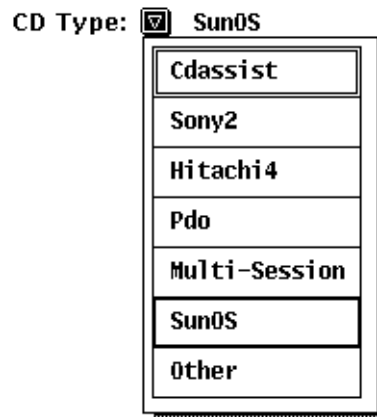 CD Type: SunOS
Cdassist
Sony2
Hitachi4
Pdo
Multi-Session
SunOS
Other